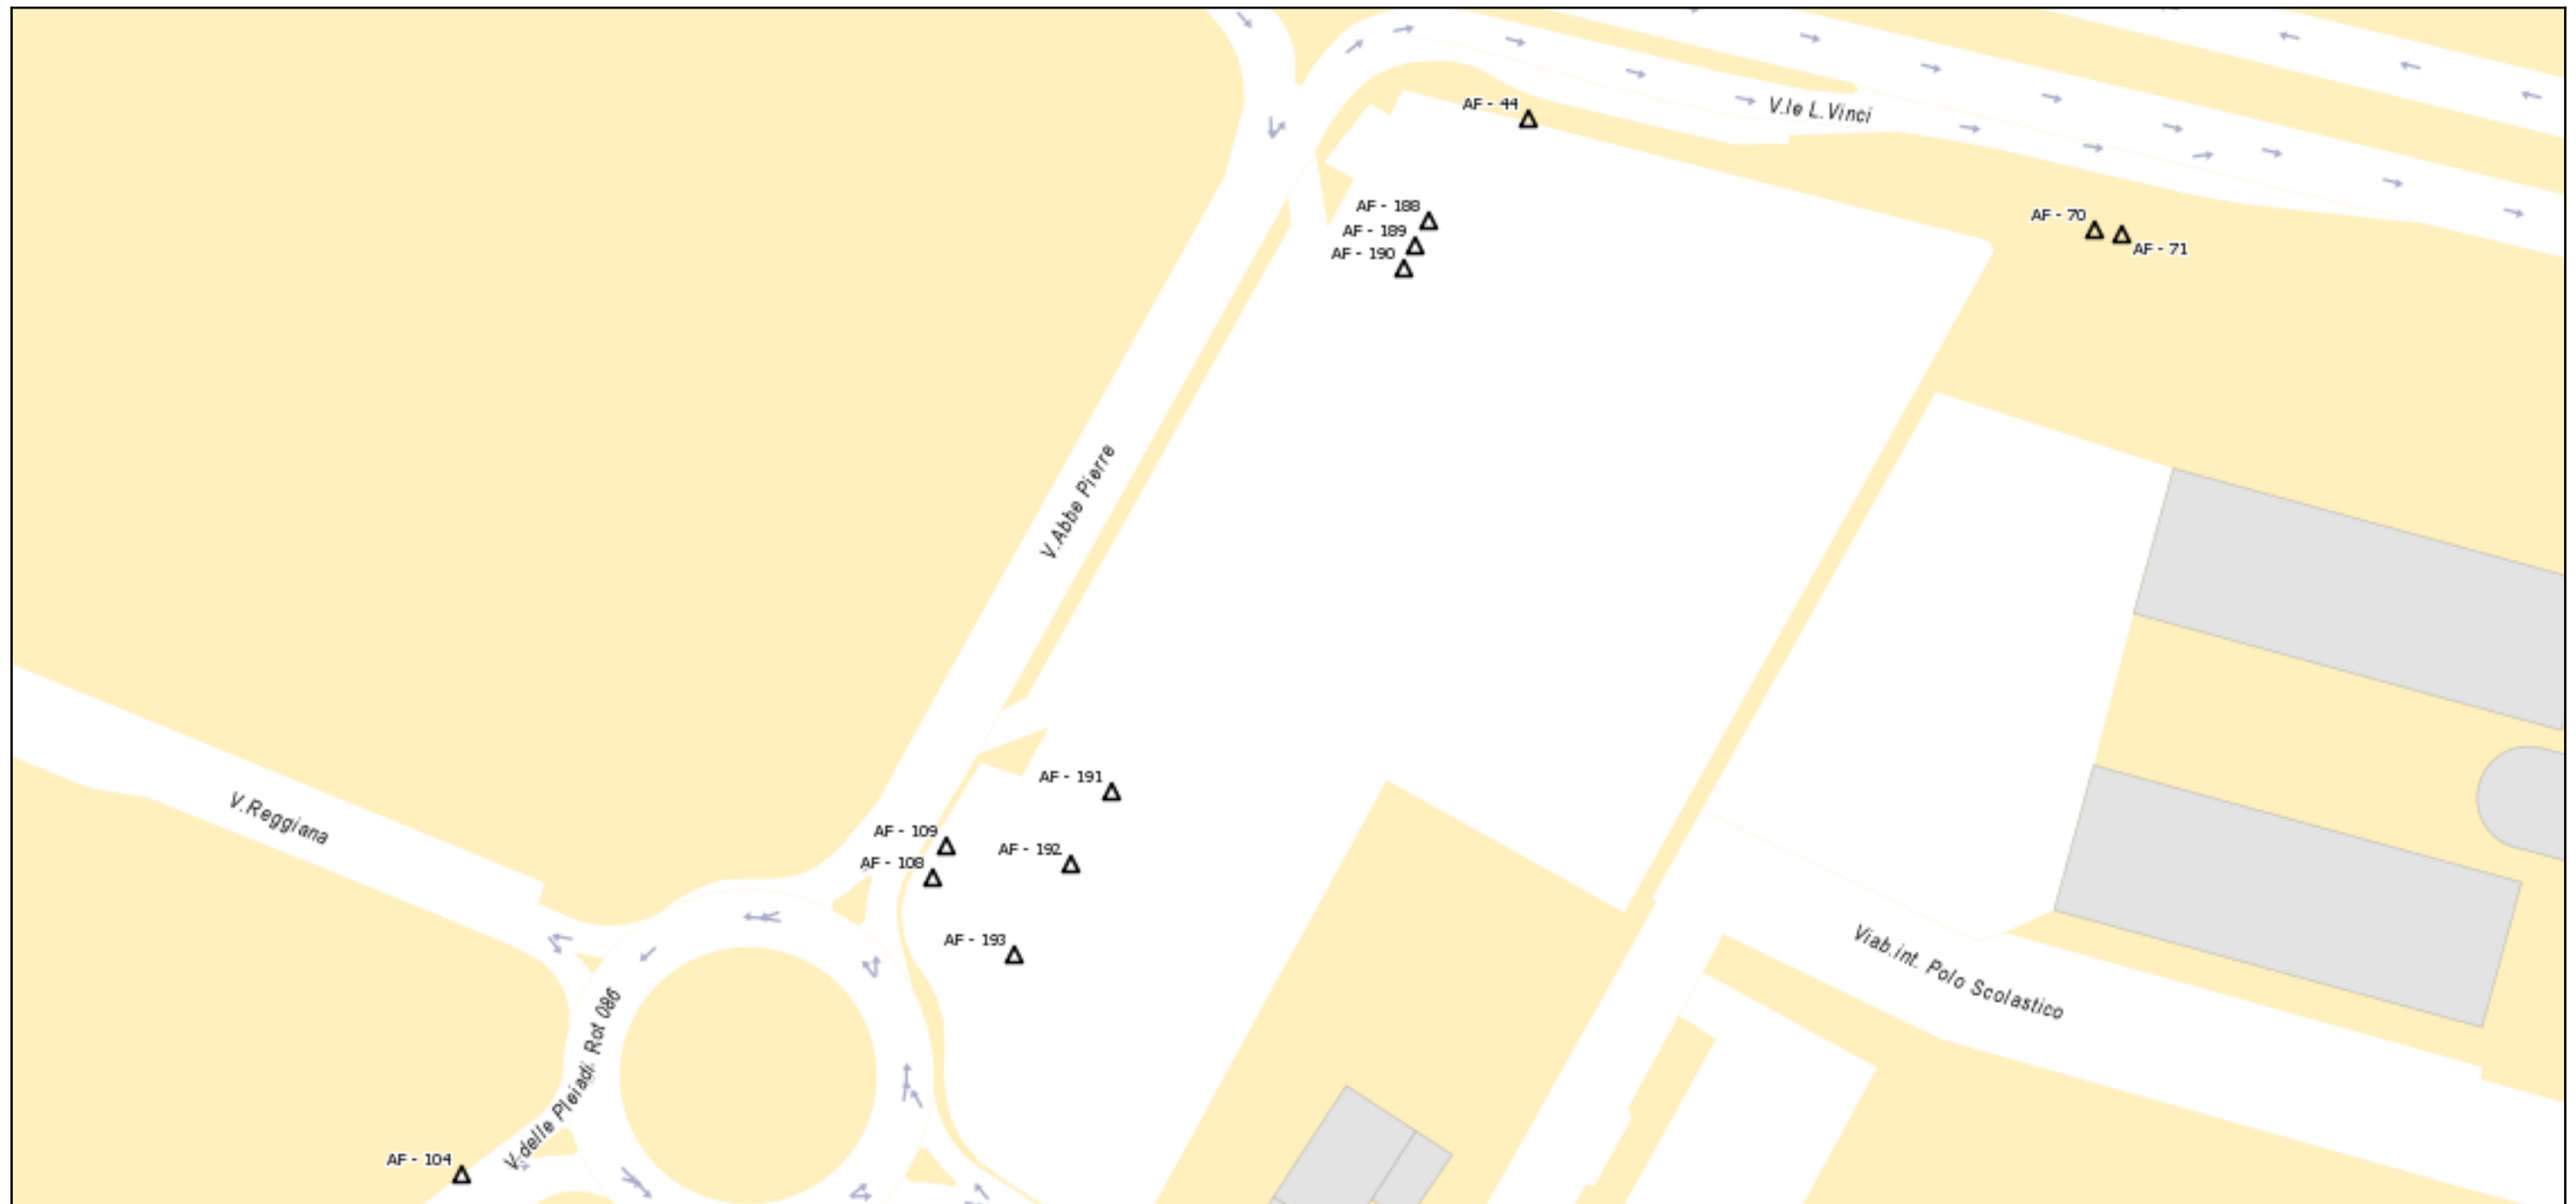 AF - 44
V.le L.Vinci
AF - 188
AF - 189
AF - 190
AF - 70
AF - 71
V.Abbe Pierre
AF - 191
V.Reggiana
AF - 109
AF - 192
AF - 108
AF - 193
Viab.int. Polo Scolastico
V.delle Pleiadi Rot 086
AF - 104